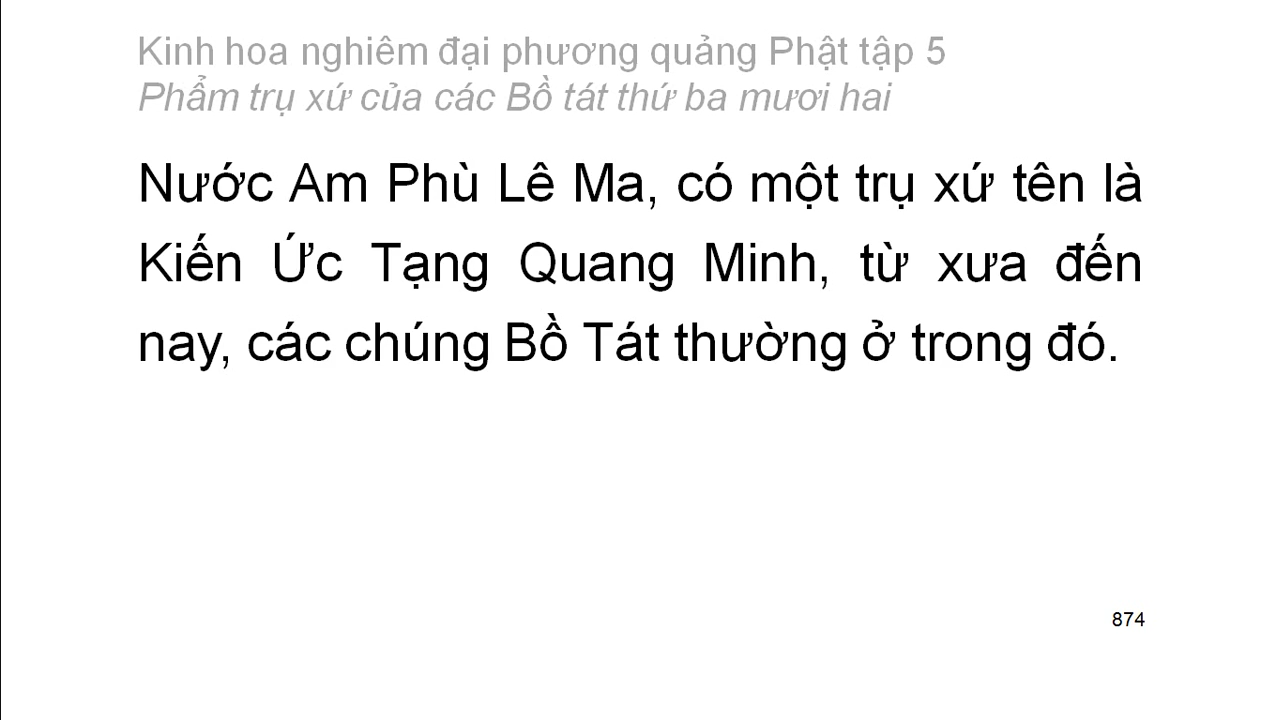 Kinh hoa nghiêm đại phương quảng Phật tập 5
Phẩm trụ xứ của các Bồ tát thứ ba mươi hai
Nước Am Phù Lê Ma, có một trụ xứ tên là
Kiến Ức Tạng Quang Minh, từ xưa đến
nay, các chúng Bồ Tát thường ở trong đó.
874